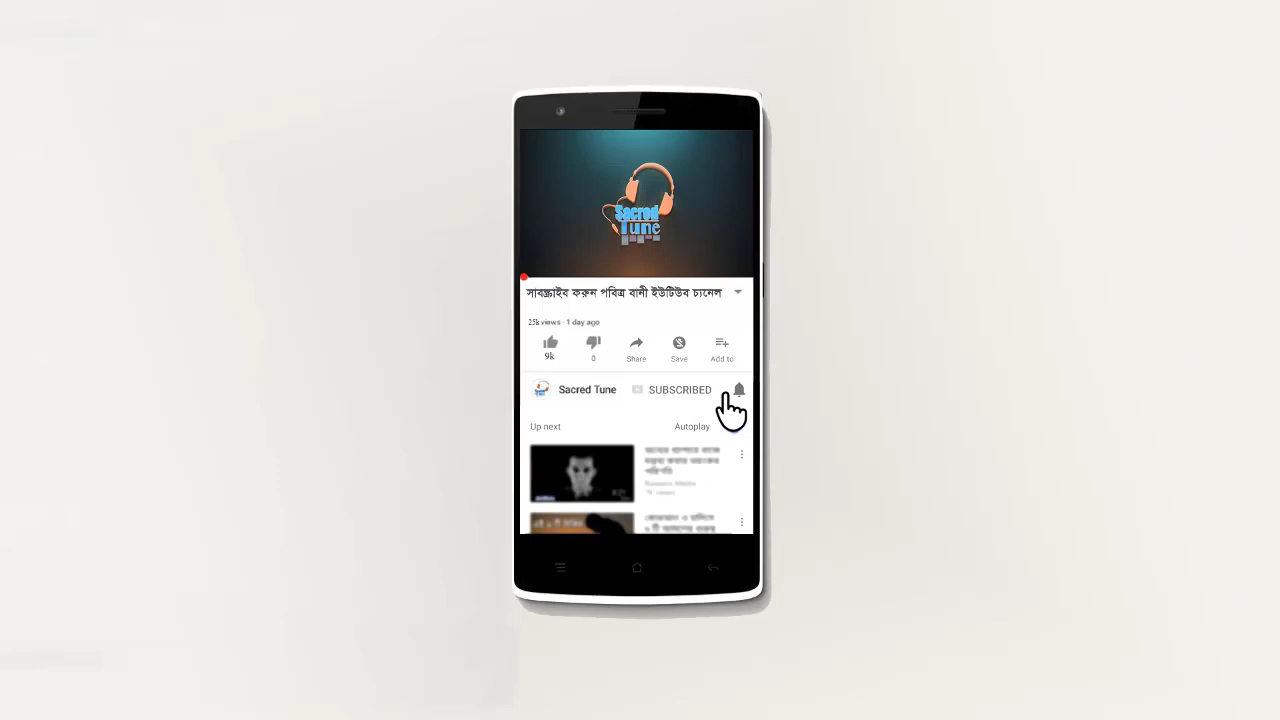 Sacred
Tune
সাবস্ক্রাইব করুন পবিত্র বানী ইউটিউব চ্যানেল
25k views · 1 day ago
9k
0
Share
Save
Add to
Sacred Tune
SUBSCRIBED
Up next
Autoplay